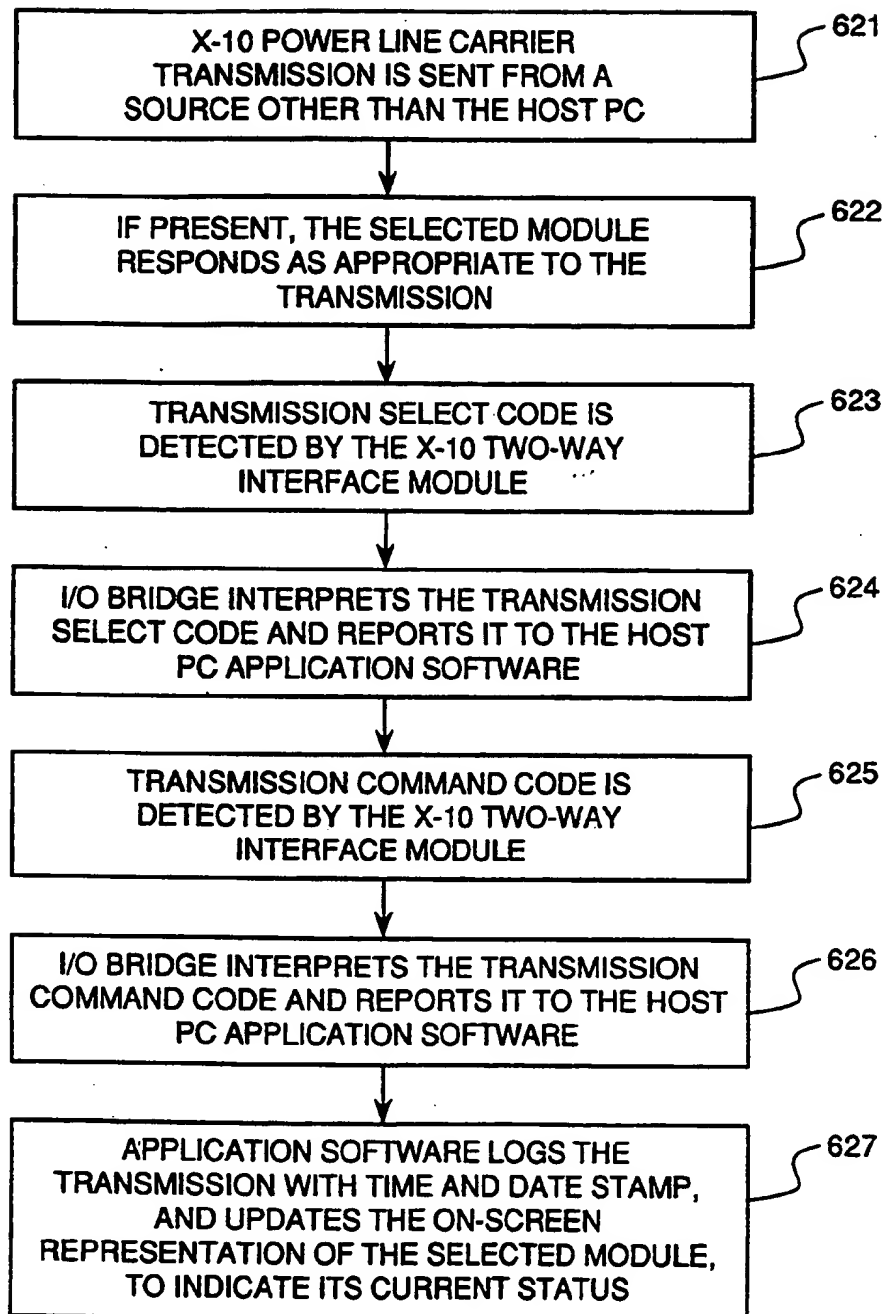 X-10 POWER LINE CARRIER
TRANSMISSION IS SENT FROM A
SOURCE OTHER THAN THE HOST PC
621
IF PRESENT, THE SELECTED MODULE
RESPONDS AS APPROPRIATE TO THE
TRANSMISSION
622
TRANSMISSION SELECT CODE IS
DETECTED BY THE X-10 TWO-WAY
INTERFACE MODULE
623
I/O BRIDGE INTERPRETS THE TRANSMISSION
SELECT CODE AND REPORTS IT TO THE HOST
PC APPLICATION SOFTWARE
624
TRANSMISSION COMMAND CODE IS
DETECTED BY THE X-10 TWO-WAY
INTERFACE MODULE
625
I/O BRIDGE INTERPRETS THE TRANSMISSION
COMMAND CODE AND REPORTS IT TO THE HOST
PC APPLICATION SOFTWARE
626
APPLICATION SOFTWARE LOGS THE
TRANSMISSION WITH TIME AND DATE STAMP,
AND UPDATES THE ON-SCREEN
REPRESENTATION OF THE SELECTED MODULE,
TO INDICATE ITS CURRENT STATUS
627